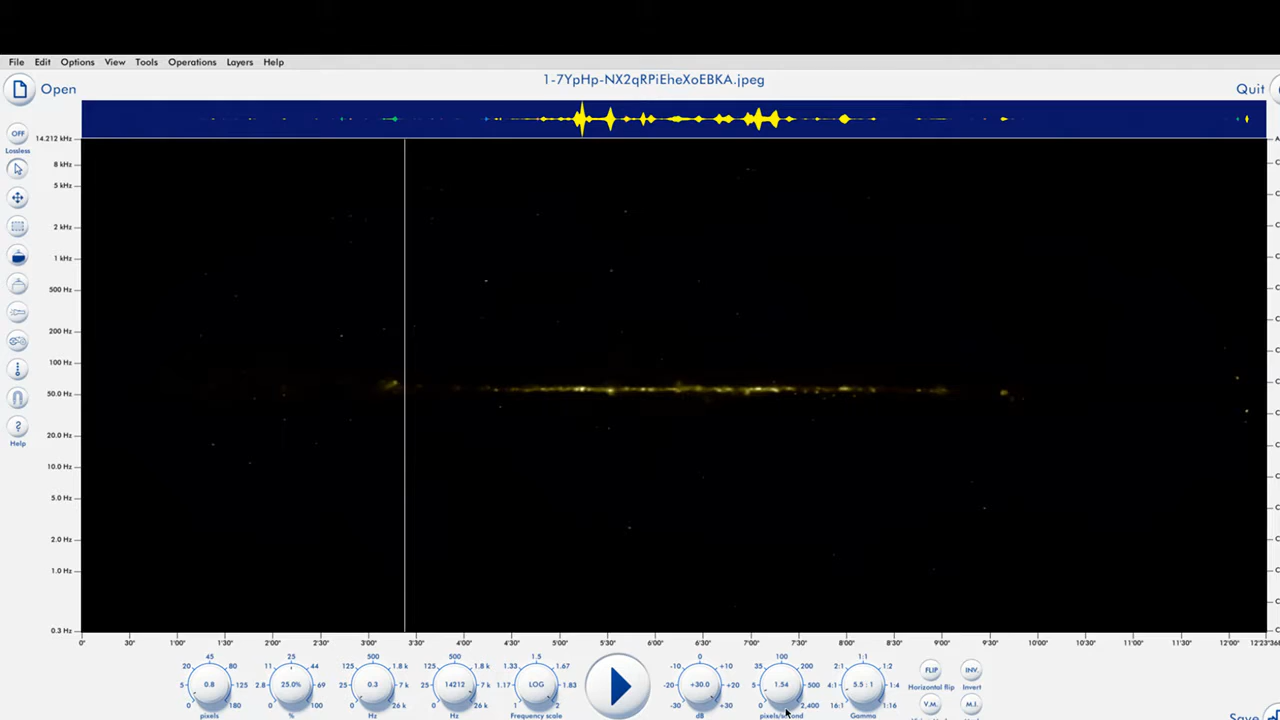 File Edit Options View Tools Operations Layers Help
1-7YpHp-NX2qRPiEheXoEBKA.jpeg
Open
Quit
OFF
Lossless
14.212 kHz
A
8 kHz
C
5 kHz
C
2 kHz
C
1 kHz
C
500 Hz
C
200 Hz
C
100 Hz
C
50.0 Hz
C
20.0 Hz
C
Help
10.0 Hz
C
5.0 Hz
C
2.0 Hz
C
1.0 Hz
C
0.3 Hz
C
0" 30" 1'00" 1'30" 2'00" 2'30" 3'00" 3'30" 4'00" 4'30" 5'00" 5'30" 6'00" 6'30" 7'00" 7'30" 8'00" 8'30" 9'00" 9'30" 10'00" 10'30" 11'00" 11'30" 12'00"
45 20 80 5 0.8 125 0 180 pixels
25 11 44 2.8 25.0% 69 0 100 %
500 125 1.8 k 25 0.3 7 k 0 26 k Hz
500 125 1.8 k 25 14212 7 k 0 26 k Hz
1.5 1.33 1.67 LOG 1.83 1 2 Frequency scale
0 -10 +10 -20 +30.0 +20 -30 +30 dB
100 35 200 5 1.54 500 0 2,400 pixels/second
1:1 2:1 1:2 4:1 5.5 : 1 1:4 16:1 1:16 Gamma
FLIP
Horizontal flip
INV.
Invert
V.M.
M.I.
Save